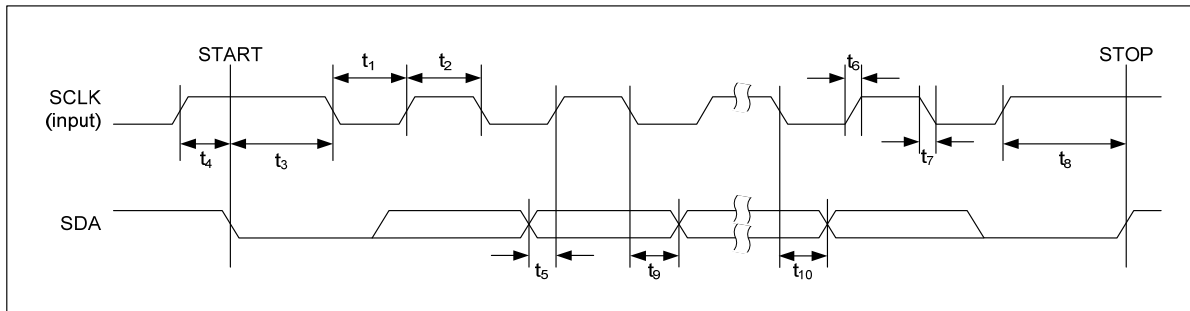 START
STOP
t1
t2
t6
SCLK
(input)
t4
t3
t7
t8
SDA
t5
t9
t10